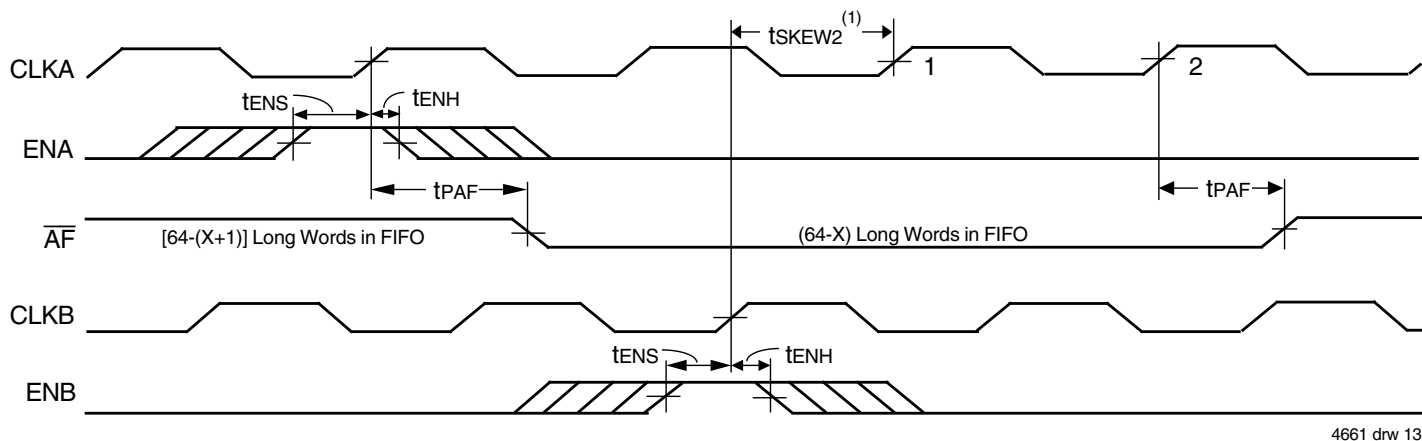 tSKEW2(1)
CLKA
1
2
tENS
tENH
ENA
tPAF
tPAF
AF
[64-(X+1)] Long Words in FIFO
(64-X) Long Words in FIFO
CLKB
tENS
tENH
ENB
4661 drw 13